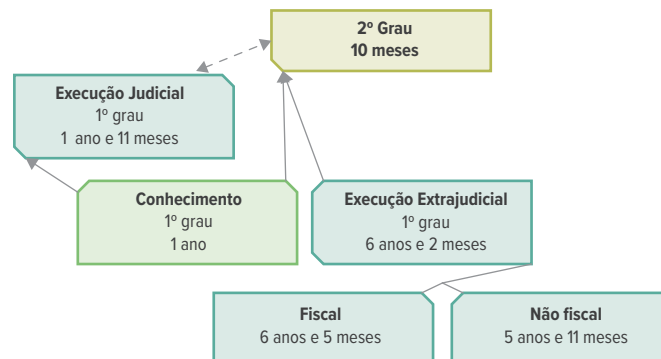 2º Grau
10 meses
Execução Judicial
1º grau
1 ano e 11 meses
Conhecimento
1º grau
1 ano
Execução Extrajudicial
1º grau
6 anos e 2 meses
Fiscal
6 anos e 5 meses
Não fiscal
5 anos e 11 meses